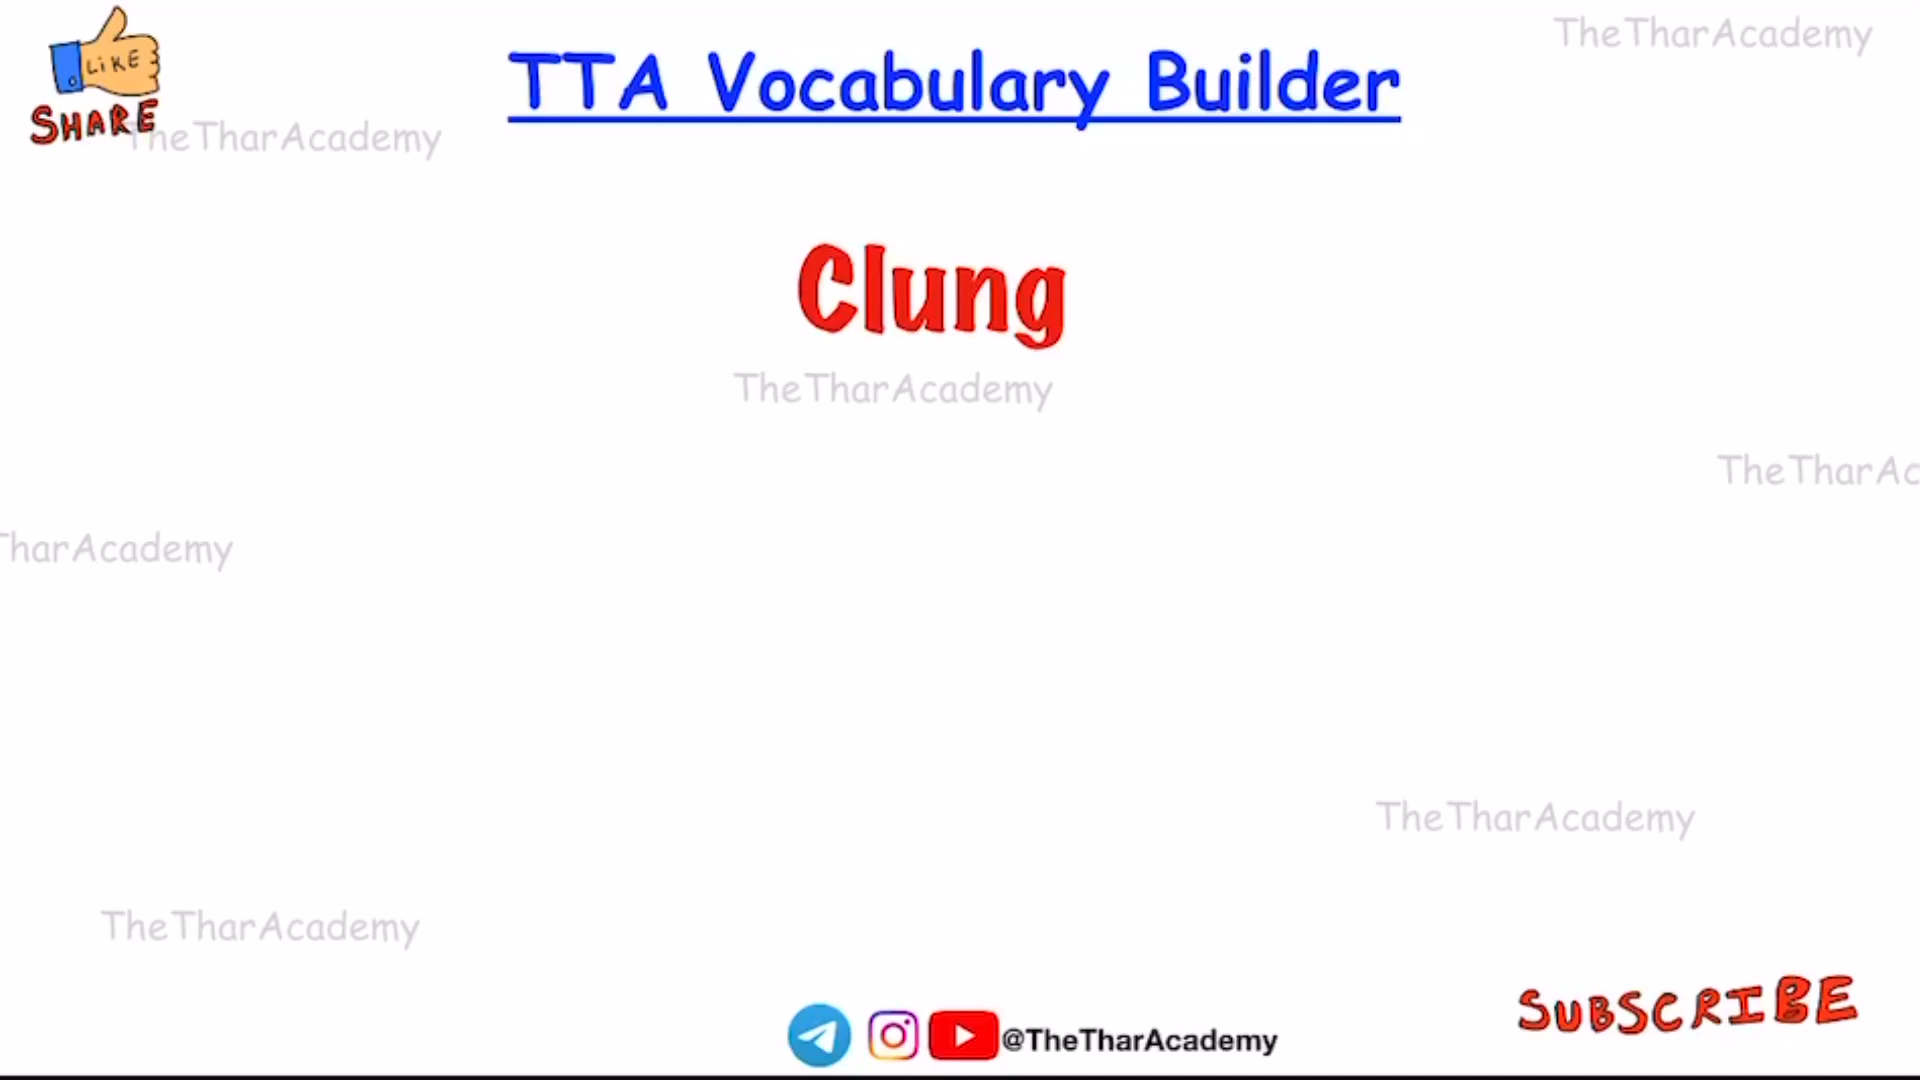 LIKE
SHARE
TheTharAcademy
TTA Vocabulary Builder
TheTharAcademy
Clung
TheTharAcademy
TheTharAc
TharAcademy
TheTharAcademy
TheTharAcademy
SUBSCRIBE
@TheTharAcademy